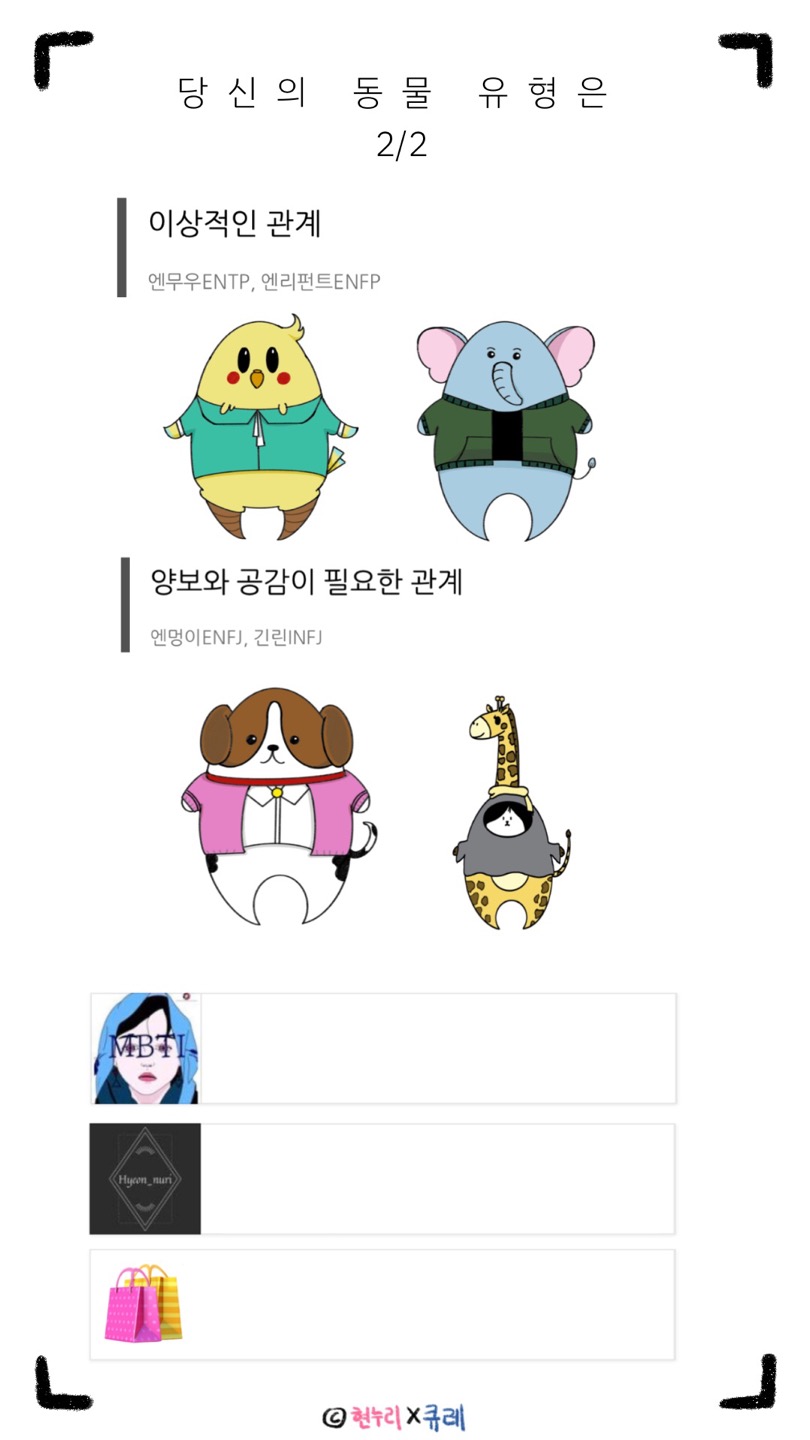 당신의 동물 유형은
2/2
이상적인 관계
엔무우ENTP, 엔리펀트ENFP
양보와 공감이 필요한 관계
엔멍이ENFJ, 긴린INFJ
MBTI
Hyeon_nuri
© 현누리 X 큐레